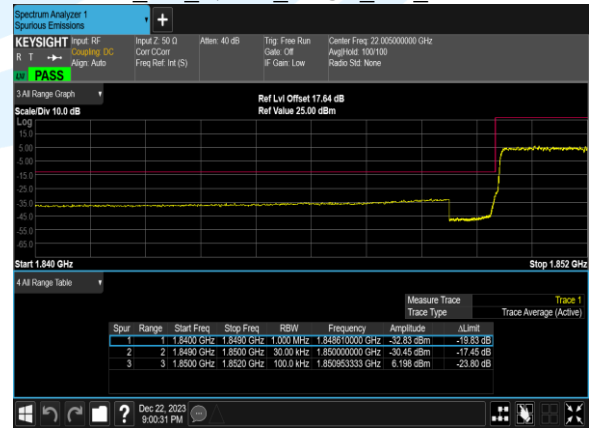 Spectrum Analyzer 1
Spurious Emissions
+
KEYSIGHT Input: RF Input Z: 50 Ω Atten: 40 dB Trig: Free Run Center Freq: 22.005000000 GHz
R T Coupling: DC Corr CCorr Gate: Off Avg|Hold: 100/100
Align: Auto Freq Ref: Int (S) IF Gain: Low Radio Std: None
PASS
3 All Range Graph
Ref Lvl Offset 17.64 dB
Scale/Div 10.0 dB Ref Value 25.00 dBm
Log
15.0
5.00
-5.00
-15.0
-25.0
-35.0
-45.0
-55.0
-65.0
Start 1.840 GHz Stop 1.852 GHz
4 All Range Table
Measure Trace Trace 1
Trace Type Trace Average (Active)
Spur Range Start Freq Stop Freq RBW Frequency Amplitude ΔLimit
1 1 1.8400 GHz 1.8490 GHz 1.000 MHz 1.848610000 GHz -32.83 dBm -19.83 dB
2 2 1.8490 GHz 1.8500 GHz 30.00 kHz 1.850000000 GHz -30.45 dBm -17.45 dB
3 3 1.8500 GHz 1.8520 GHz 100.0 kHz 1.850953333 GHz 6.198 dBm -23.80 dB
? Dec 22, 2023
9:00:31 PM